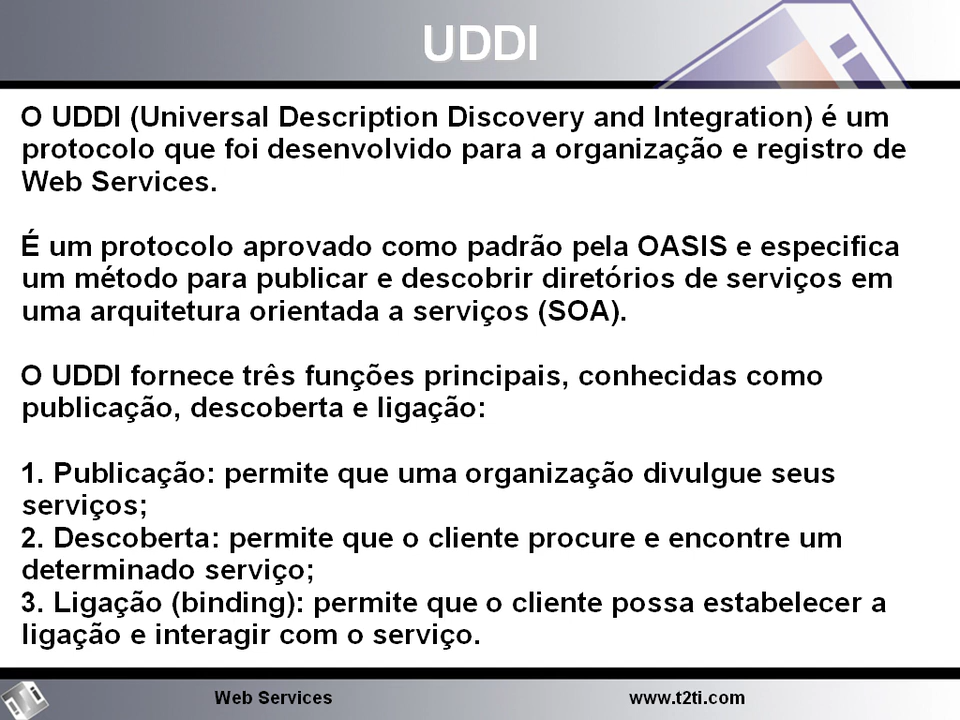 UDDI
O UDDI (Universal Description Discovery and Integration) é um
protocolo que foi desenvolvido para a organização e registro de
Web Services.
É um protocolo aprovado como padrão pela OASIS e especifica
um método para publicar e descobrir diretórios de serviços em
uma arquitetura orientada a serviços (SOA).
O UDDI fornece três funções principais, conhecidas como
publicação, descoberta e ligação:
1. Publicação: permite que uma organização divulgue seus
serviços;
2. Descoberta: permite que o cliente procure e encontre um
determinado serviço;
3. Ligação (binding): permite que o cliente possa estabelecer a
ligação e interagir com o serviço.
Web Services
www.t2ti.com